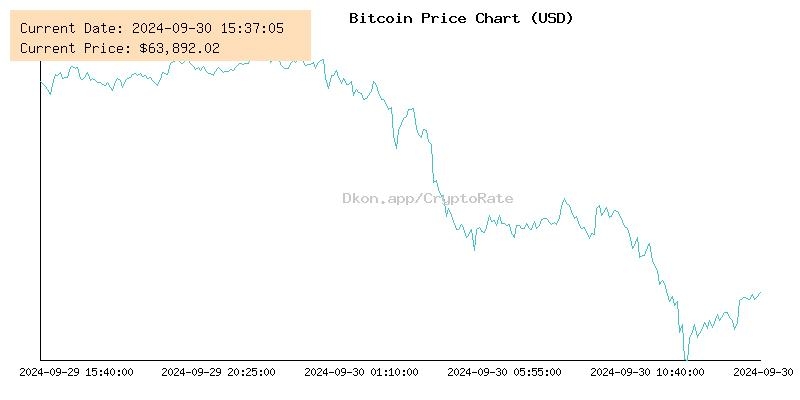 Bitcoin Price Chart (USD)
Current Date: 2024-09-30 15:37:05
Current Price: $63,892.02
Dkon.app/CryptoRate
2024-09-29 15:40:00 2024-09-29 20:25:00 2024-09-30 01:10:00 2024-09-30 05:55:00 2024-09-30 10:40:00 2024-09-30